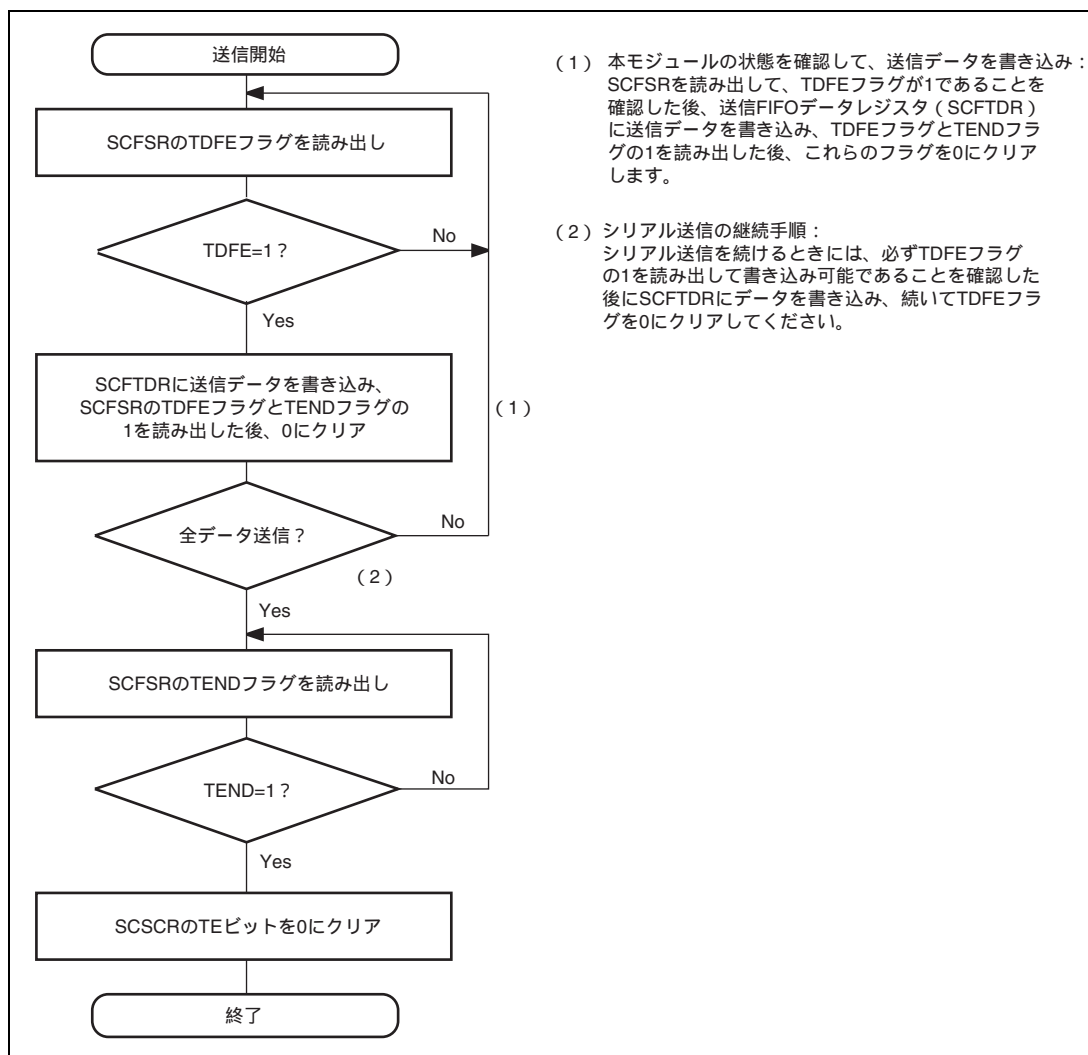 送信開始
SCFSRのTDFEフラグを読み出し
TDFE=1？
No
Yes
SCFTDRに送信データを書き込み、
SCFSRのTDFEフラグとTENDフラグの
1を読み出した後、0にクリア
（1）
全データ送信？
No
（2）
Yes
SCFSRのTENDフラグを読み出し
TEND=1？
No
Yes
SCSCRのTEビットを0にクリア
終了
（1） 本モジュールの状態を確認して、送信データを書き込み：
SCFSRを読み出して、TDFEフラグが1であることを
確認した後、送信FIFOデータレジスタ（SCFTDR）
に送信データを書き込み、TDFEフラグとTENDフラ
グの1を読み出した後、これらのフラグを0にクリア
します。
（2）シリアル送信の継続手順：
シリアル送信を続けるときには、必ずTDFEフラグ
の1を読み出して書き込み可能であることを確認した
後にSCFTDRにデータを書き込み、続いてTDFEフラ
グを0にクリアしてください。